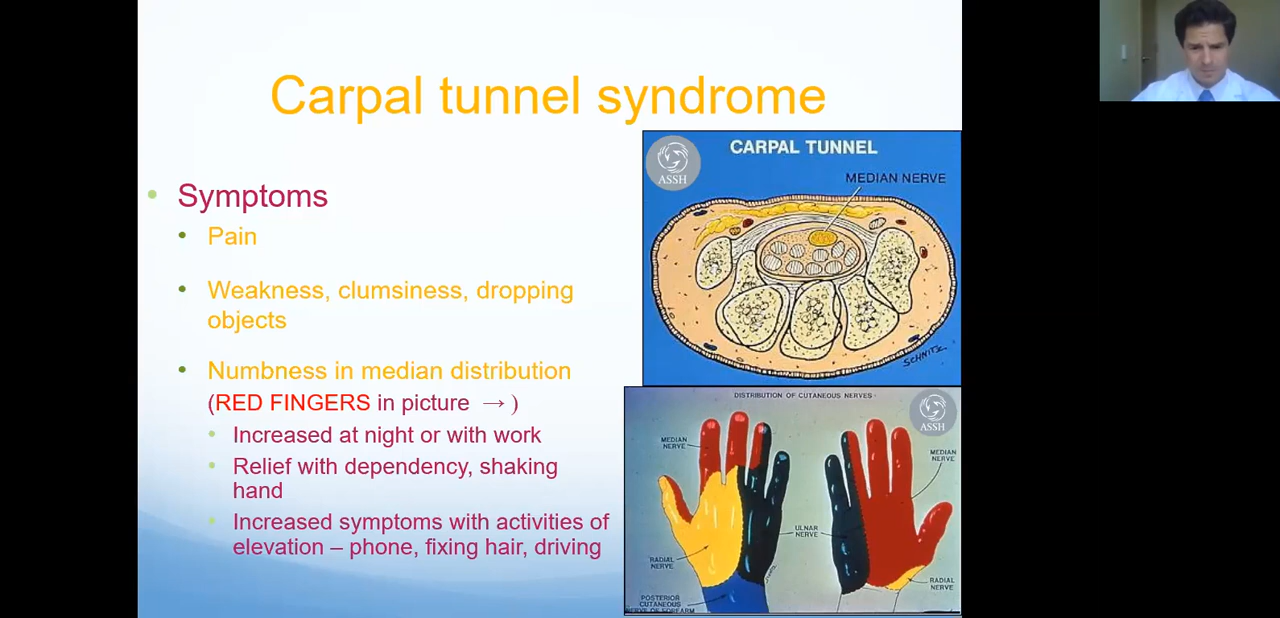 Carpal tunnel syndrome
• Symptoms
• Pain
• Weakness, clumsiness, dropping
objects
• Numbness in median distribution
(RED FINGERS in picture → )
• Increased at night or with work
• Relief with dependency, shaking
hand
• Increased symptoms with activities of
elevation – phone, fixing hair, driving
CARPAL TUNNEL
ASSH
MEDIAN NERVE
SCHNITZ
DISTRIBUTION OF CUTANEOUS NERVES
ASSH
MEDIAN
NERVE
MEDIAN
NERVE
ULNAR
NERVE
RADIAL
NERVE
RADIAL
NERVE
POSTERIOR
CUTANEOUS
NERVE OF FOREARM